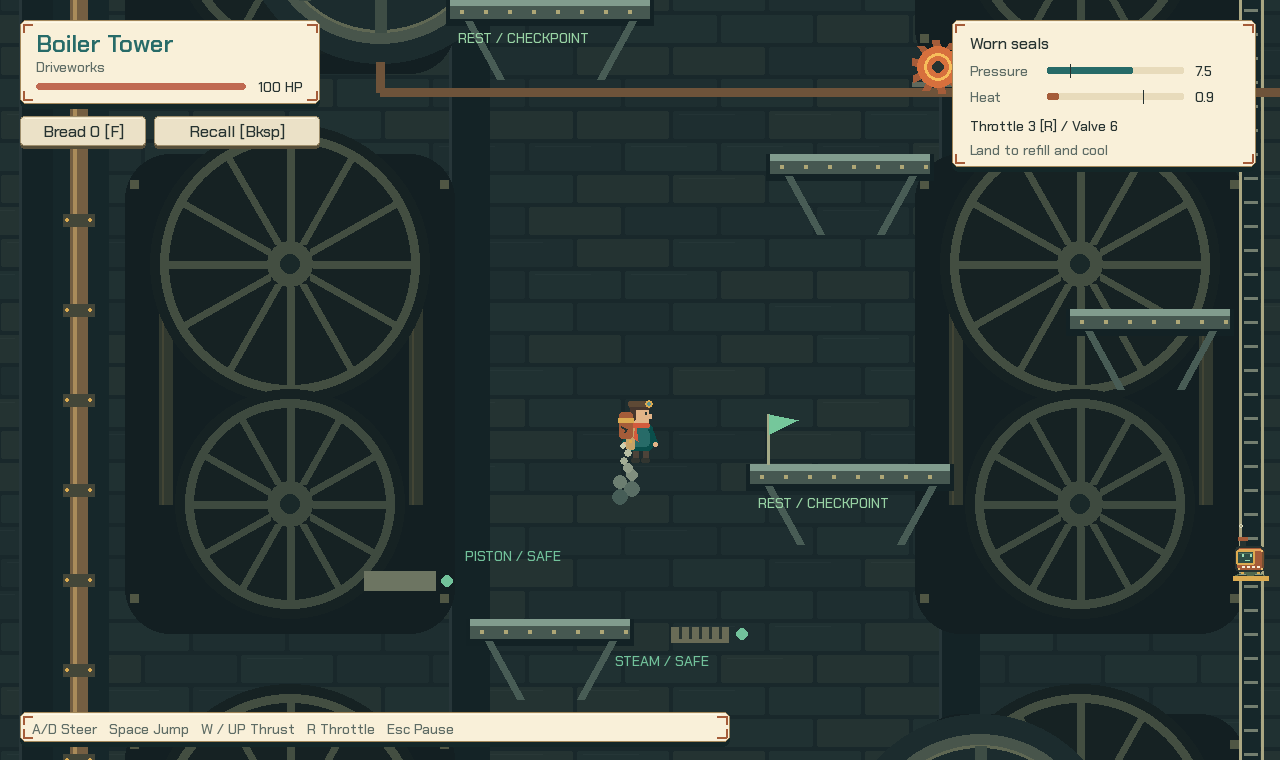 REST / CHECKPOINT
Boiler Tower
Driveworks
100 HP
Bread 0 [F]
Recall [Bksp]
Worn seals
Pressure 7.5
Heat 0.9
Throttle 3 [R] / Valve 6
Land to refill and cool
REST / CHECKPOINT
PISTON / SAFE
STEAM / SAFE
A/D Steer Space Jump W / UP Thrust R Throttle Esc Pause